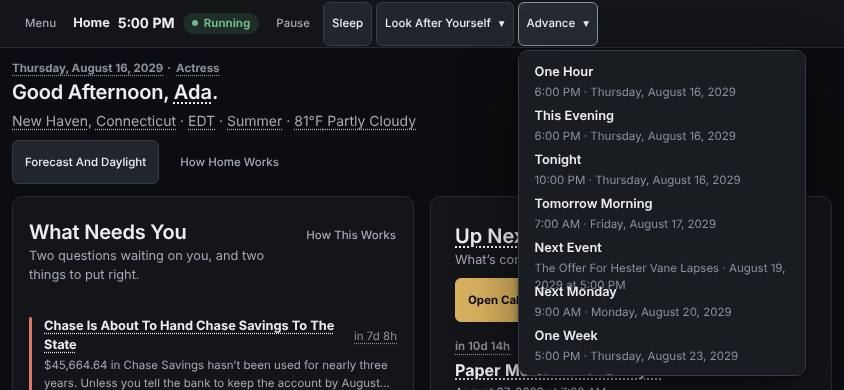 Menu Home 5:00 PM Running Pause Sleep Look After Yourself ▾ Advance ▾
Thursday, August 16, 2029 · Actress
Good Afternoon, Ada.
New Haven, Connecticut · EDT · Summer · 81°F Partly Cloudy
Forecast And Daylight How Home Works
What Needs You
How This Works
Two questions waiting on you, and two
things to put right.
Chase Is About To Hand Chase Savings To The
State
in 7d 8h
$45,664.64 in Chase Savings hasn't been used for nearly three
years. Unless you tell the bank to keep the account by August...
Up Nex
What's co
Open Cal
in 10d 14h
Paper M
One Hour
6:00 PM · Thursday, August 16, 2029
This Evening
6:00 PM · Thursday, August 16, 2029
Tonight
10:00 PM · Thursday, August 16, 2029
Tomorrow Morning
7:00 AM · Friday, August 17, 2029
Next Event
The Offer For Hester Vane Lapses · August 19,
2029 at 5:00 PM
Next Monday
9:00 AM · Monday, August 20, 2029
One Week
5:00 PM · Thursday, August 23, 2029